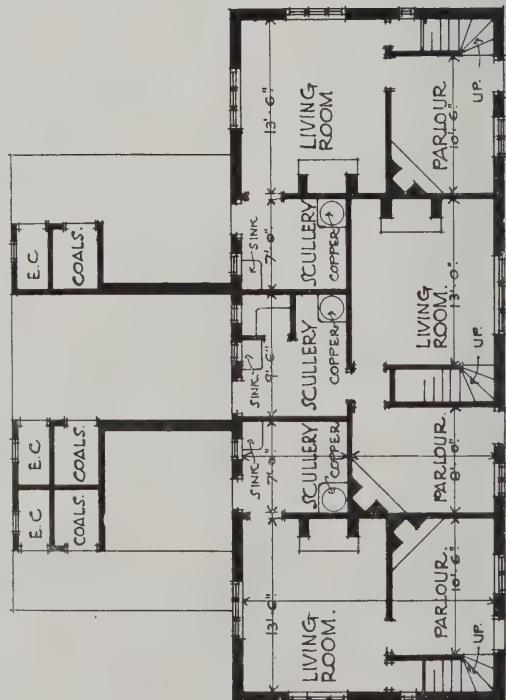 E.C
E.C
E.C
COALS.
COALS.
COALS.
SINK
SINK
SINK
13'-6"
7'-0"
9'-6"
7'-0"
13'-6"
LIVING
ROOM.
SCULLERY
COPPER
SCULLERY
COPPER
SCULLERY
COPPER
LIVING
ROOM
PARLOUR.
10'-6"
UP.
PARLOUR.
8'-0"
LIVING
ROOM.
13'-0"
UP.
PARLOUR
10'-6"
UP.